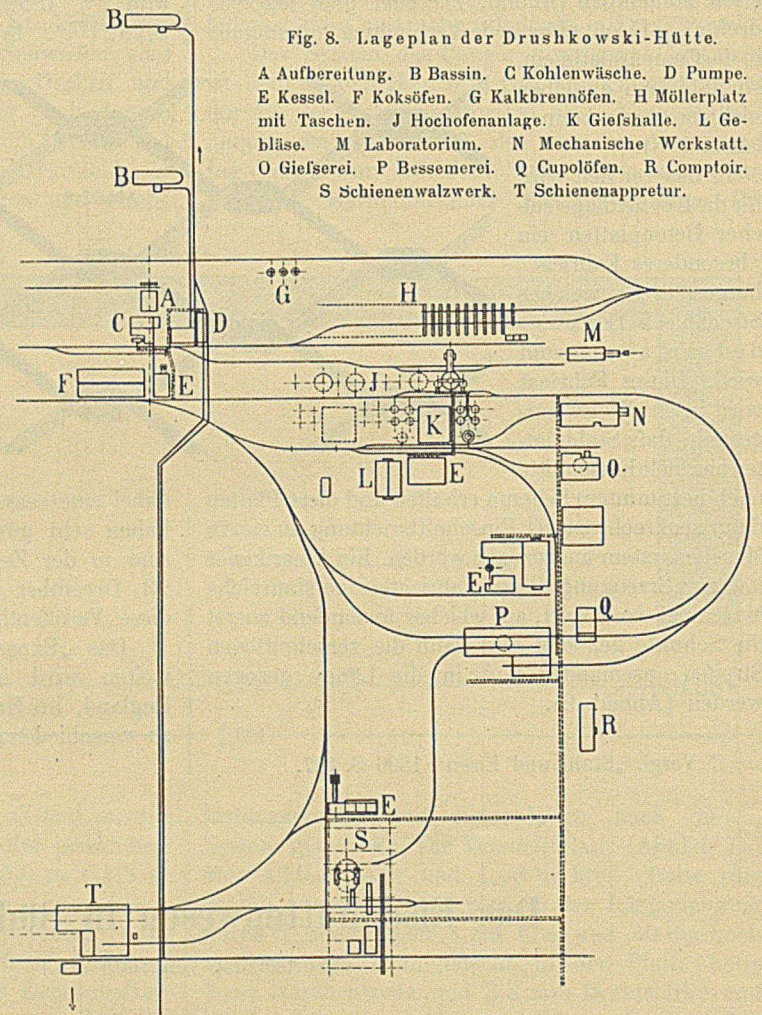 Fig. 8. Lageplan der Drushkowski-Hütte.
A Aufbereitung. B Bassin. C Kohlenwäsche. D Pumpe.
E Kessel. F Koksöfen. G Kalkbrennöfen. H Möllerplatz
mit Taschen. J Hochofenanlage. K Giefshalle. L Ge-
bläse. M Laboratorium. N Mechanische Werkstatt.
O Giefserei. P Bessemerei. Q Cupolöfen. R Comptoir.
S Schienenwalzwerk. T Schienenappretur.
B
B
A
G
H
C
D
M
F
E
J
K
N
L
E
O
E
P
Q
R
E
S
T